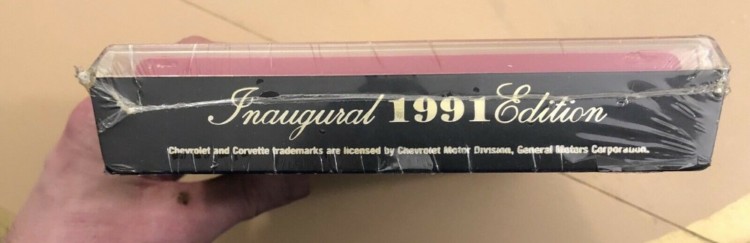 Inaugural 1991 Edition
Chevrolet and Corvette trademarks are licensed by Chevrolet Motor Division, General Motors Corporation.